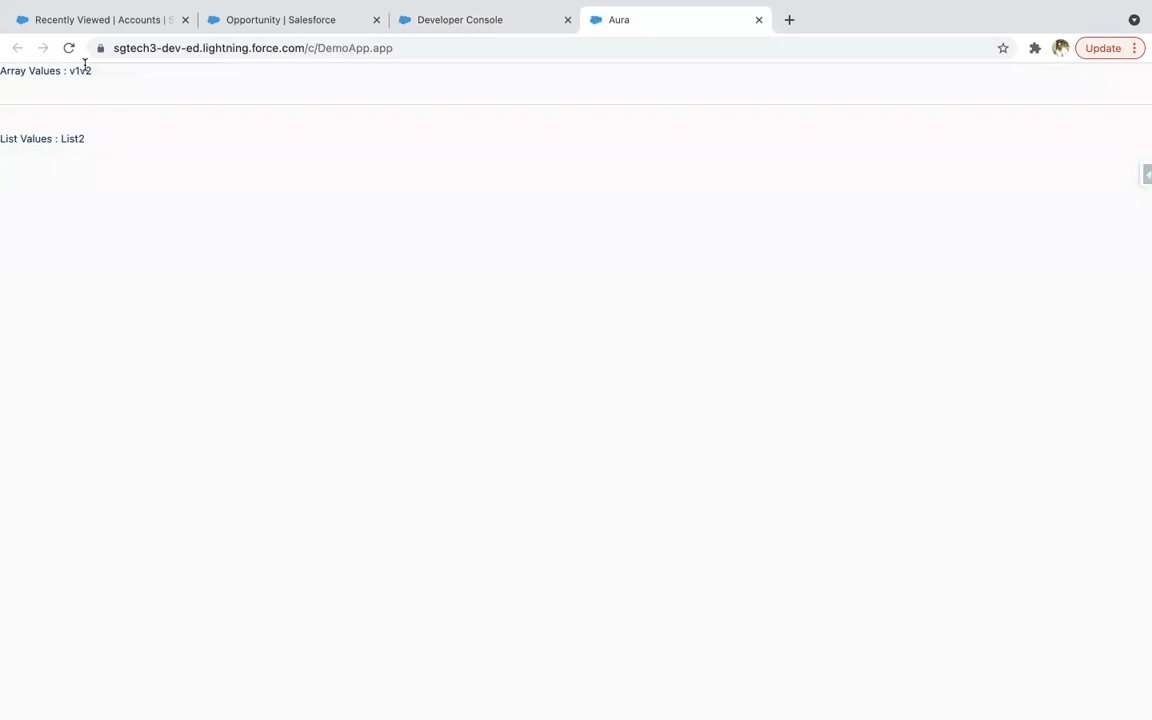 Recently Viewed | Accounts | S
Opportunity | Salesforce
Developer Console
Aura
sgtech3-dev-ed.lightning.force.com/c/DemoApp.app
Update
Array Values : v1v2
List Values : List2